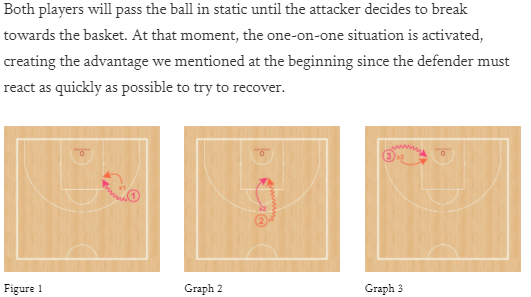 Both players will pass the ball in static until the attacker decides to break
towards the basket. At that moment, the one-on-one situation is activated,
creating the advantage we mentioned at the beginning since the defender must
react as quickly as possible to try to recover.
x1
1
x2
2
3
x3
Figure 1
Graph 2
Graph 3